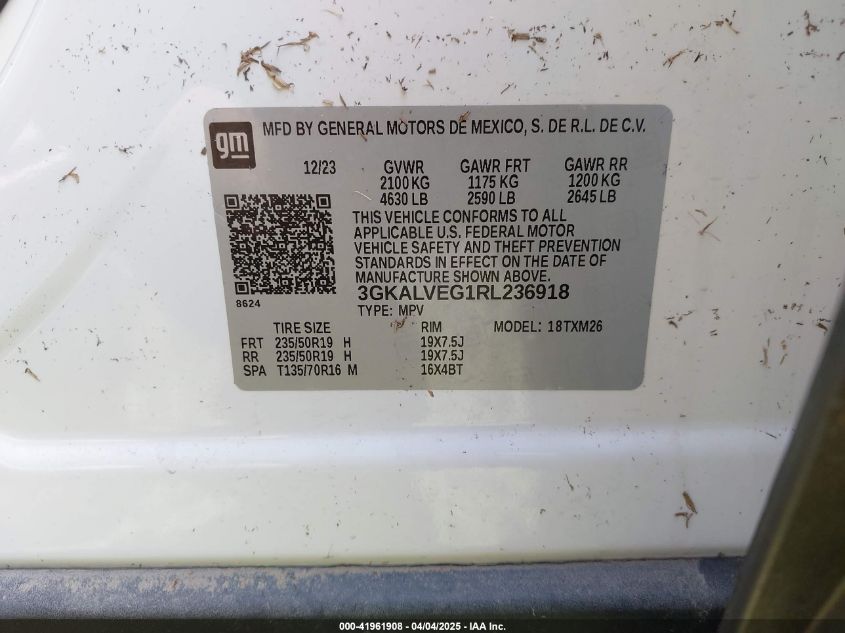 gm
MFD BY GENERAL MOTORS DE MEXICO, S. DE R.L. DE C.V.
12/23 GVWR GAWR FRT GAWR RR
2100 KG 1175 KG 1200 KG
4630 LB 2590 LB 2645 LB
THIS VEHICLE CONFORMS TO ALL
APPLICABLE U.S. FEDERAL MOTOR
VEHICLE SAFETY AND THEFT PREVENTION
STANDARDS IN EFFECT ON THE DATE OF
MANUFACTURE SHOWN ABOVE.
8624
3GKALVEG1RL236918
TYPE: MPV
TIRE SIZE RIM MODEL: 18TXM26
FRT 235/50R19 H 19X7.5J
RR 235/50R19 H 19X7.5J
SPA T135/70R16 M 16X4BT
000-41961908 - 04/04/2025 - IAA Inc.